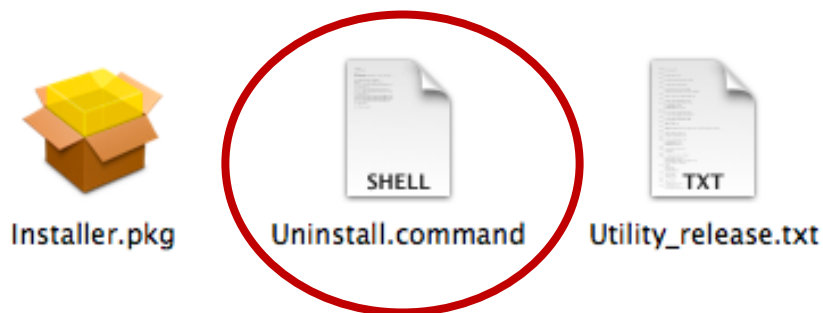 SHELL
TXT
Installer.pkg
Uninstall.command
Utility_release.txt